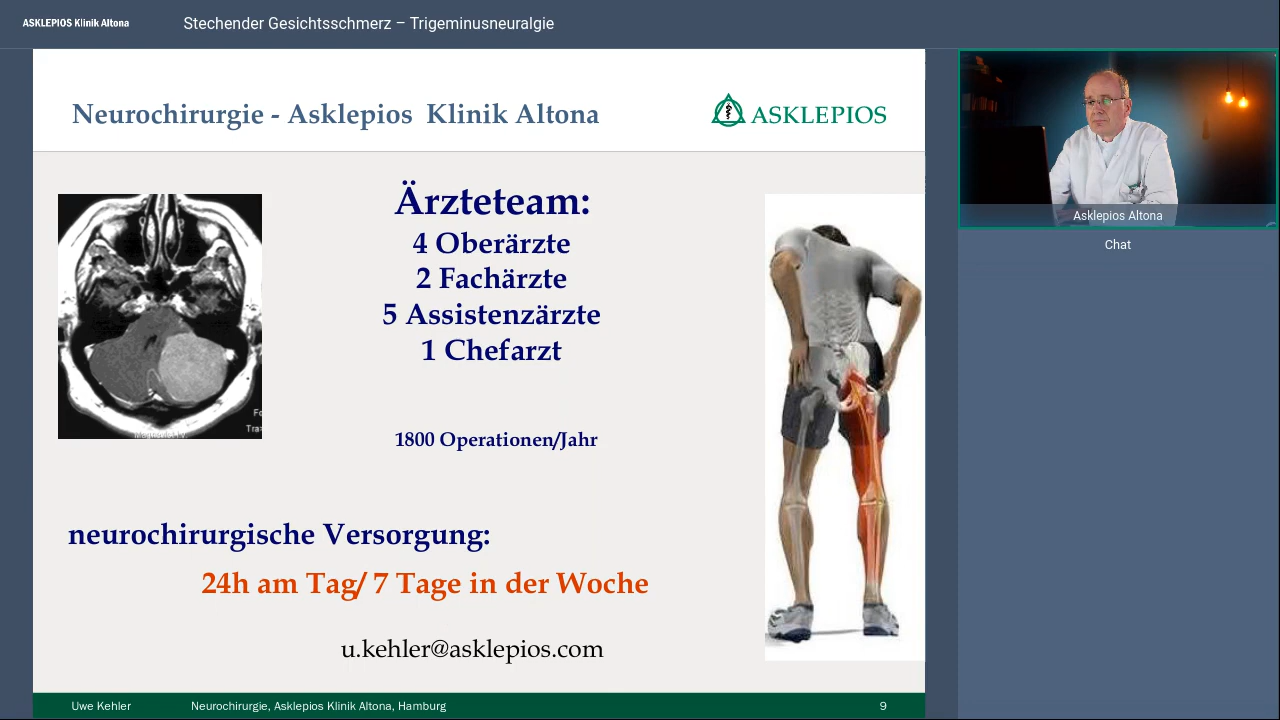 ASKLEPIOS Klinik Altona
Stechender Gesichtsschmerz – Trigeminusneuralgie
Neurochirurgie - Asklepios Klinik Altona
ASKLEPIOS
Ärzteteam:
4 Oberärzte
2 Fachärzte
5 Assistenzärzte
1 Chefarzt
1800 Operationen/Jahr
neurochirurgische Versorgung:
24h am Tag/ 7 Tage in der Woche
u.kehler@asklepios.com
Uwe Kehler
Neurochirurgie, Asklepios Klinik Altona, Hamburg
9
Asklepios Altona
Chat